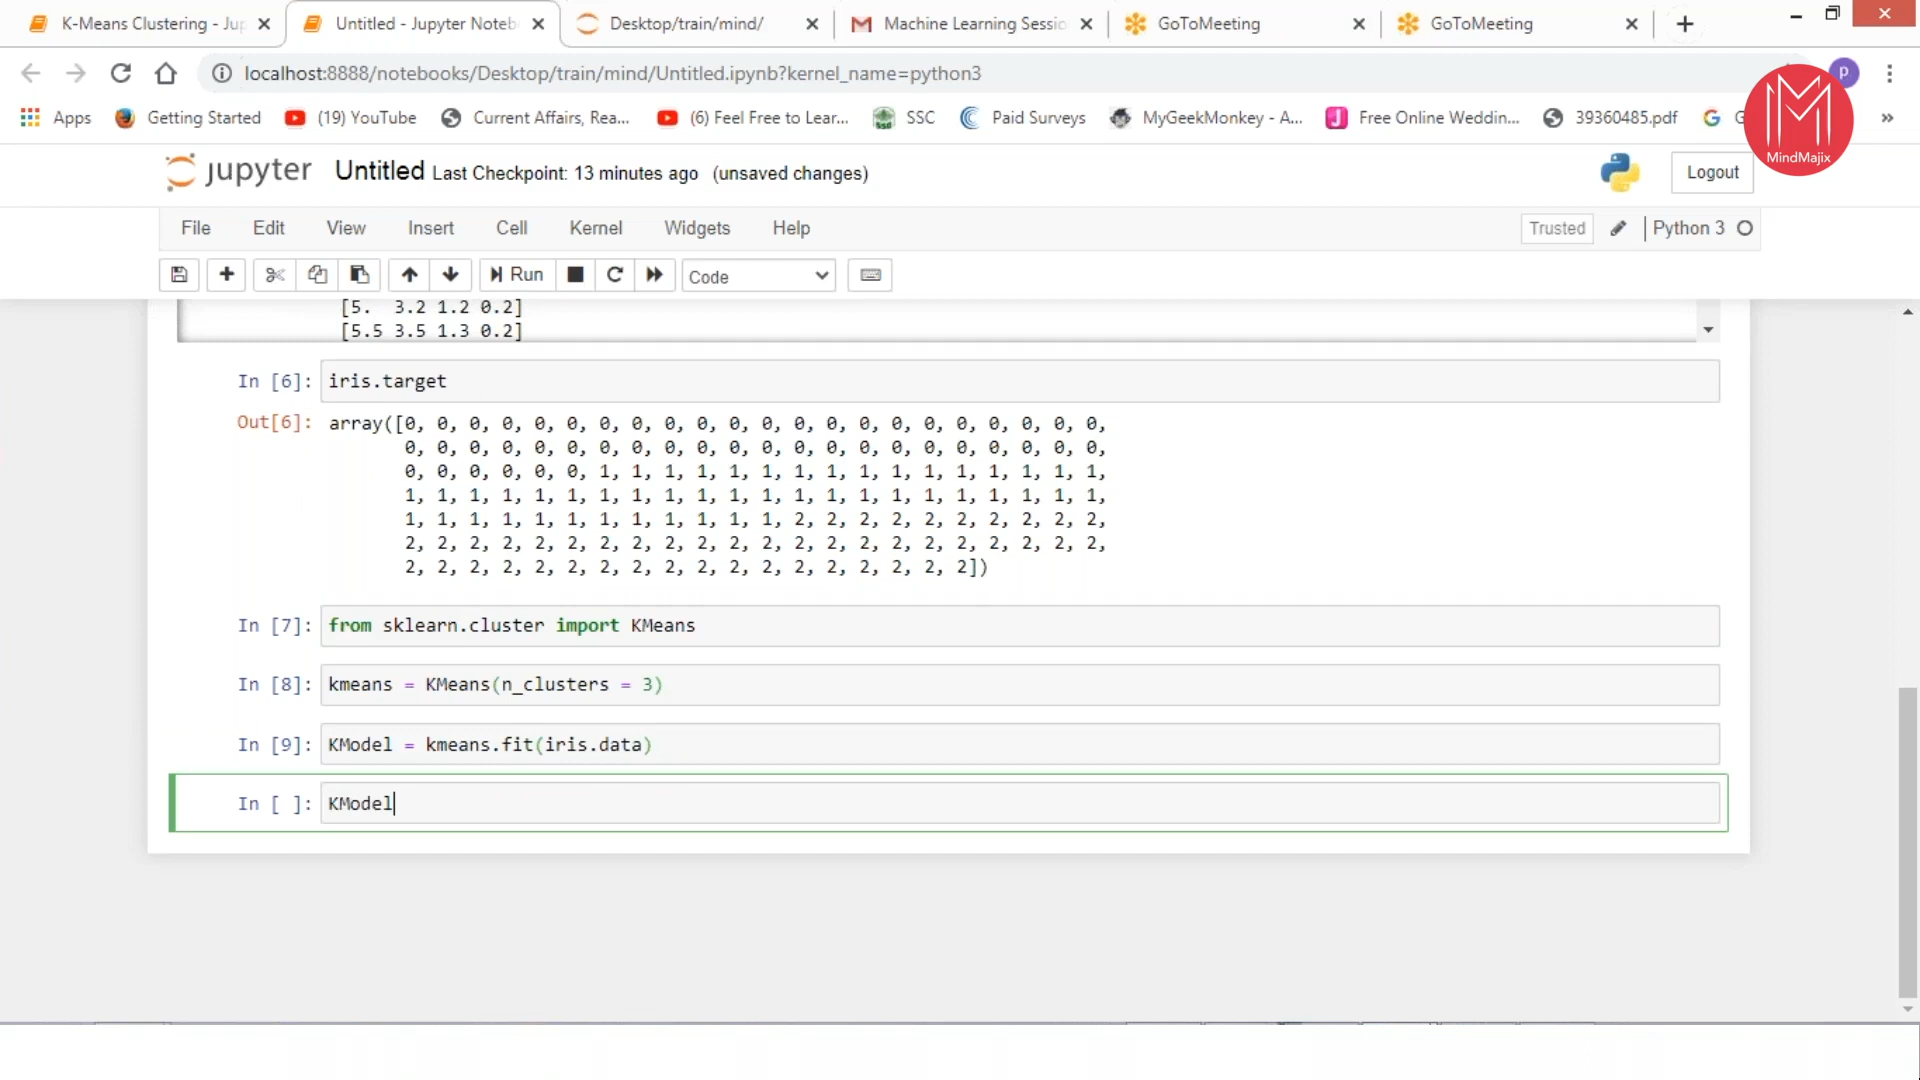 K-Means Clustering - Jup
Untitled - Jupyter Noteb
Desktop/train/mind/
Machine Learning Sessio
GoToMeeting
GoToMeeting
localhost:8888/notebooks/Desktop/train/mind/Untitled.ipynb?kernel_name=python3
p
Apps
Getting Started
(19) YouTube
Current Affairs, Rea...
(6) Feel Free to Lear...
SSC
Paid Surveys
MyGeekMonkey - A...
Free Online Weddin...
39360485.pdf
G
»
MindMajix
jupyter Untitled Last Checkpoint: 13 minutes ago (unsaved changes)
Logout
File Edit View Insert Cell Kernel Widgets Help
Trusted
Python 3
Run
Code
[5.  3.2 1.2 0.2]
[5.5 3.5 1.3 0.2]
In [6]: iris.target
Out[6]: array([0, 0, 0, 0, 0, 0, 0, 0, 0, 0, 0, 0, 0, 0, 0, 0, 0, 0, 0, 0, 0, 0,
0, 0, 0, 0, 0, 0, 0, 0, 0, 0, 0, 0, 0, 0, 0, 0, 0, 0, 0, 0, 0, 0,
0, 0, 0, 0, 0, 0, 1, 1, 1, 1, 1, 1, 1, 1, 1, 1, 1, 1, 1, 1, 1, 1,
1, 1, 1, 1, 1, 1, 1, 1, 1, 1, 1, 1, 1, 1, 1, 1, 1, 1, 1, 1, 1, 1,
1, 1, 1, 1, 1, 1, 1, 1, 1, 1, 1, 1, 2, 2, 2, 2, 2, 2, 2, 2, 2, 2,
2, 2, 2, 2, 2, 2, 2, 2, 2, 2, 2, 2, 2, 2, 2, 2, 2, 2, 2, 2, 2, 2,
2, 2, 2, 2, 2, 2, 2, 2, 2, 2, 2, 2, 2, 2, 2, 2, 2, 2])
In [7]: from sklearn.cluster import KMeans
In [8]: kmeans = KMeans(n_clusters = 3)
In [9]: KModel = kmeans.fit(iris.data)
In [ ]: KModel